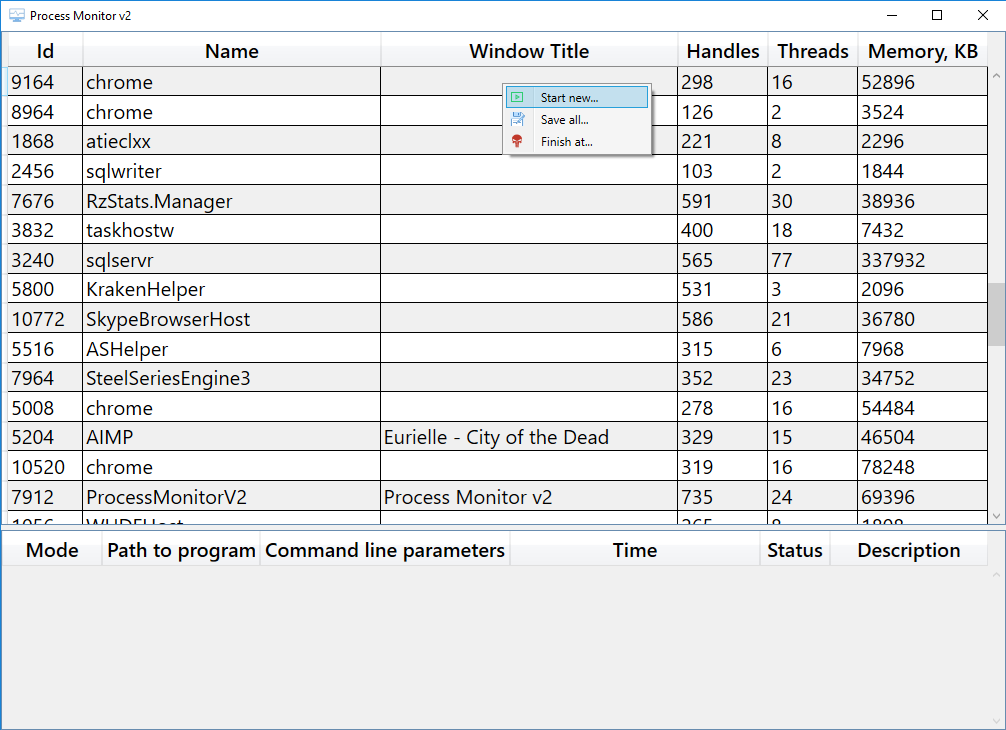 Process Monitor v2
Id Name Window Title Handles Threads Memory, KB
9164 chrome 298 16 52896
Start new...
8964 chrome 126 2 3524
Save all...
1868 atieclxx 221 8 2296
Finish at...
2456 sqlwriter 103 2 1844
7676 RzStats.Manager 591 30 38936
3832 taskhostw 400 18 7432
3240 sqlservr 565 77 337932
5800 KrakenHelper 531 3 2096
10772 SkypeBrowserHost 586 21 36780
5516 ASHelper 315 6 7968
7964 SteelSeriesEngine3 352 23 34752
5008 chrome 278 16 54484
5204 AIMP Eurielle - City of the Dead 329 15 46504
10520 chrome 319 16 78248
7912 ProcessMonitorV2 Process Monitor v2 735 24 69396
Mode Path to program Command line parameters Time Status Description